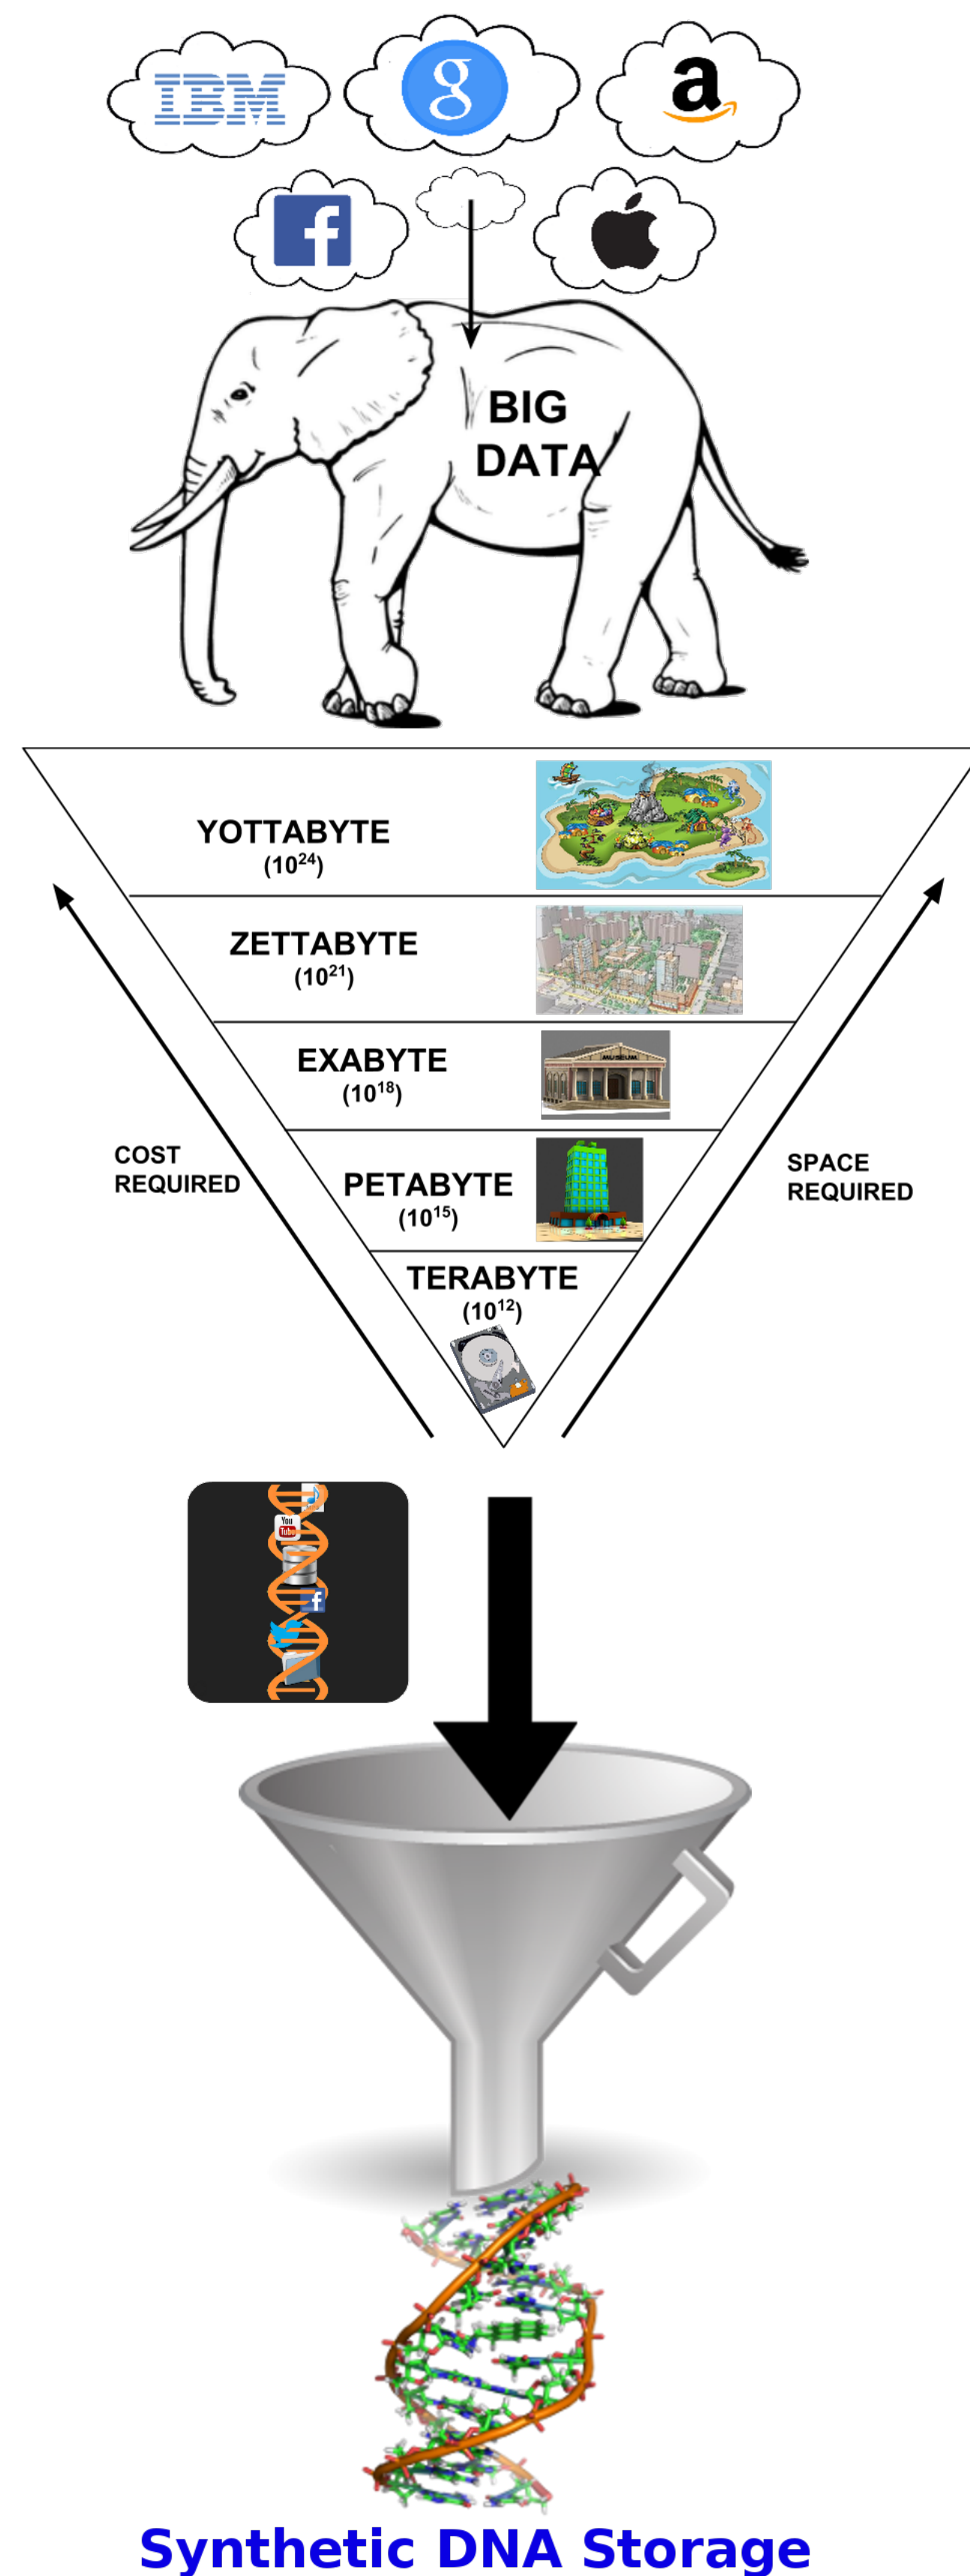 IBM
g
a
f
BIG
DATA
YOTTABYTE
(10²⁴)
ZETTABYTE
(10²¹)
MUSEUM
EXABYTE
(10¹⁸)
COST
REQUIRED
SPACE
REQUIRED
PETABYTE
(10¹⁵)
TERABYTE
(10¹²)
You
Tube
f
Synthetic DNA Storage